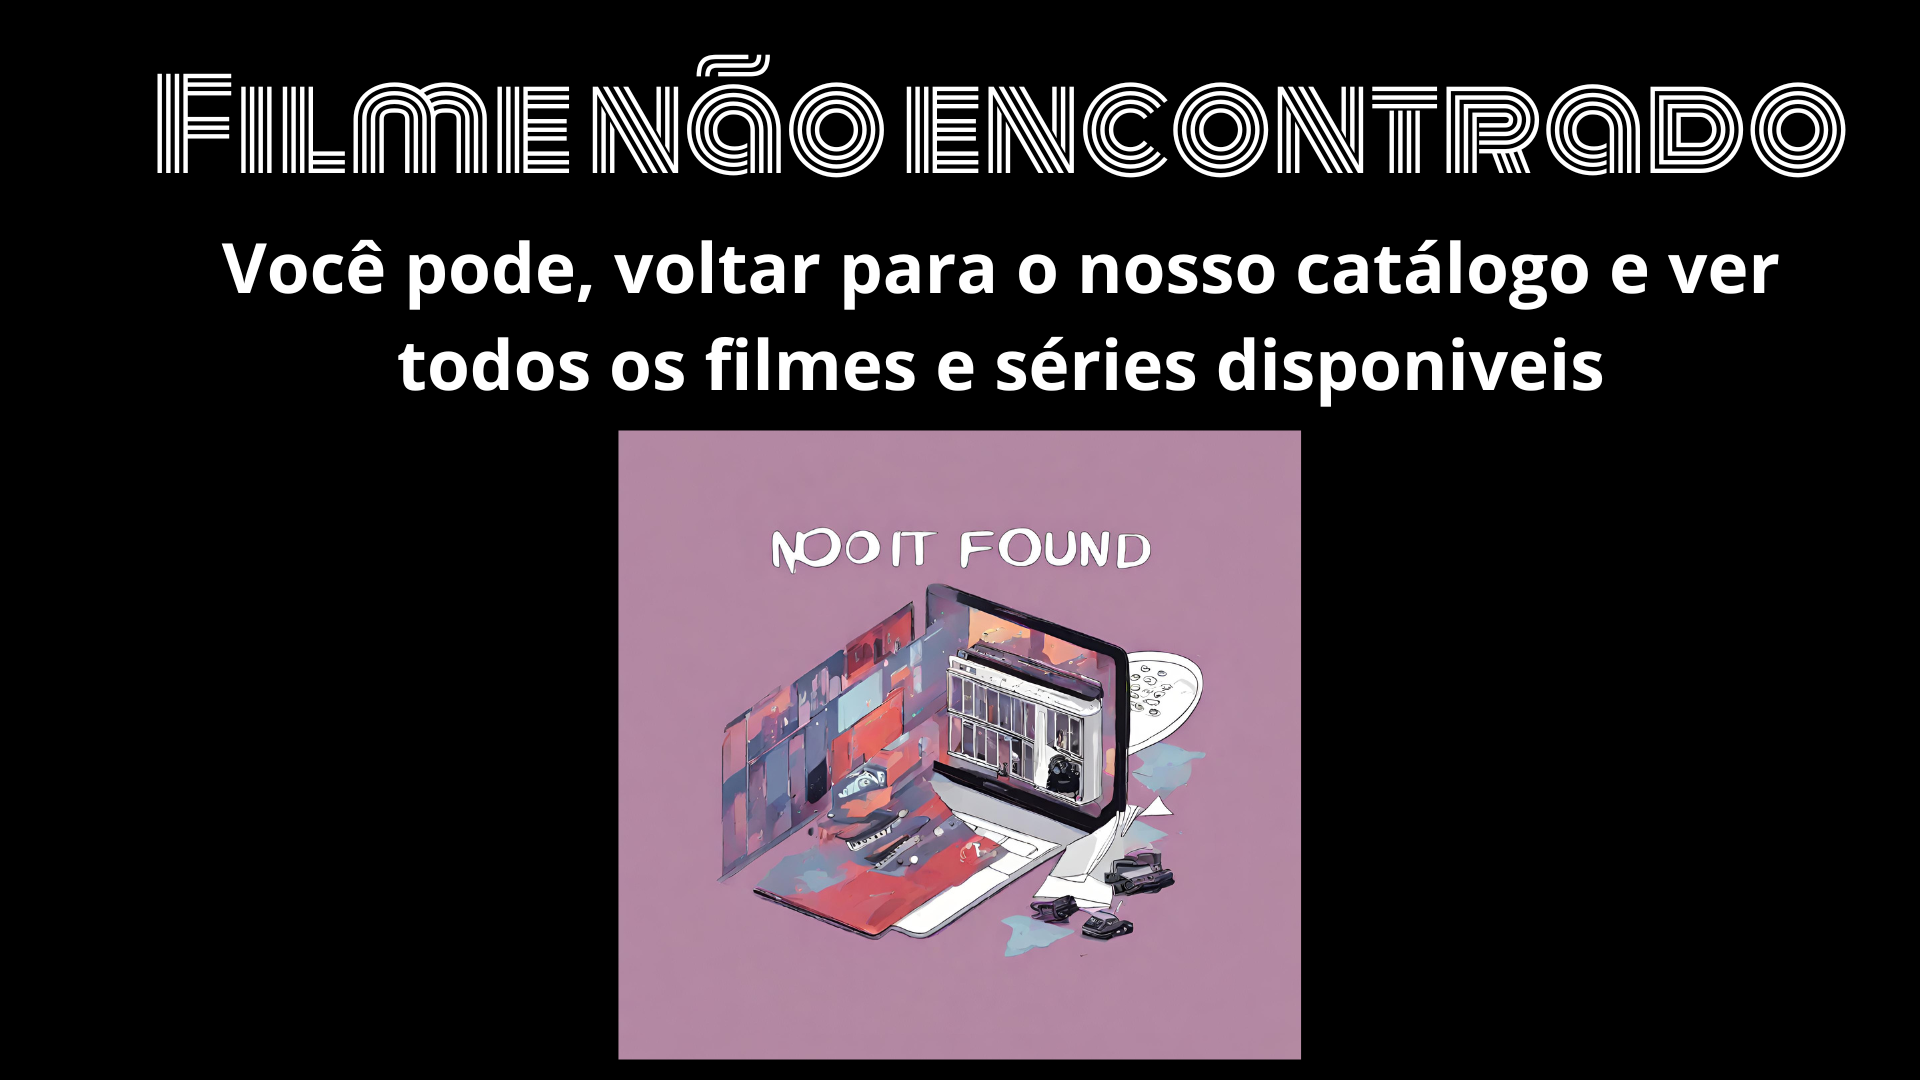 Filme não encontrado
Você pode, voltar para o nosso catálogo e ver
todos os filmes e séries disponiveis
NOOIT FOUND